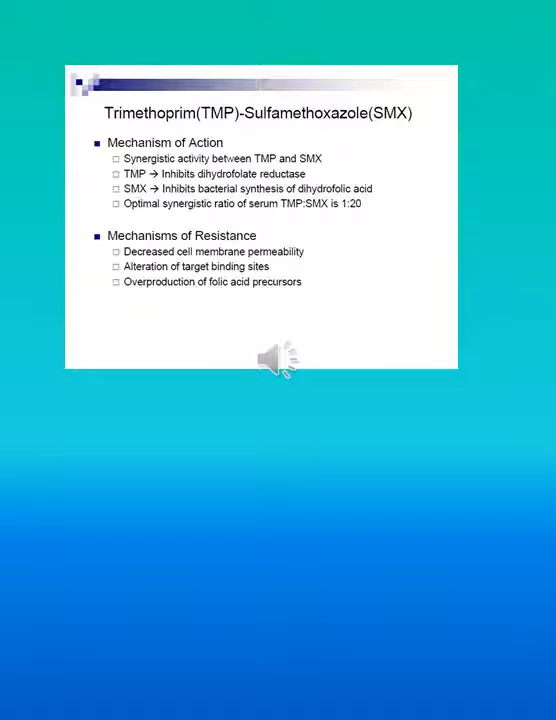 Trimethoprim(TMP)-Sulfamethoxazole(SMX)
Mechanism of Action
Synergistic activity between TMP and SMX
TMP → Inhibits dihydrofolate reductase
SMX → Inhibits bacterial synthesis of dihydrofolic acid
Optimal synergistic ratio of serum TMP:SMX is 1:20
Mechanisms of Resistance
Decreased cell membrane permeability
Alteration of target binding sites
Overproduction of folic acid precursors